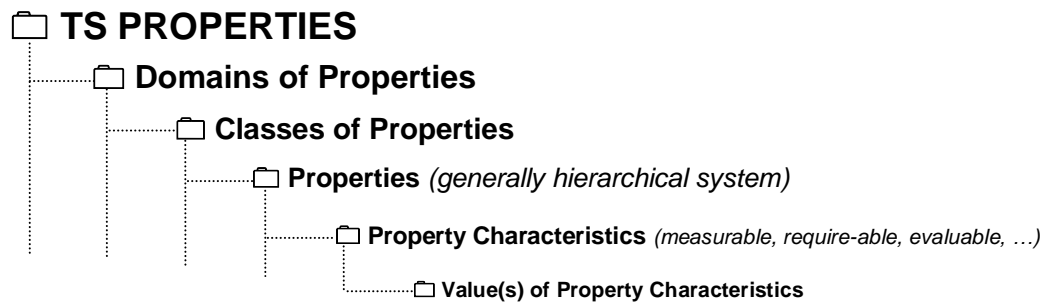 TS PROPERTIES
Domains of Properties
Classes of Properties
Properties (generally hierarchical system)
Property Characteristics (measurable, require-able, evaluable, …)
Value(s) of Property Characteristics